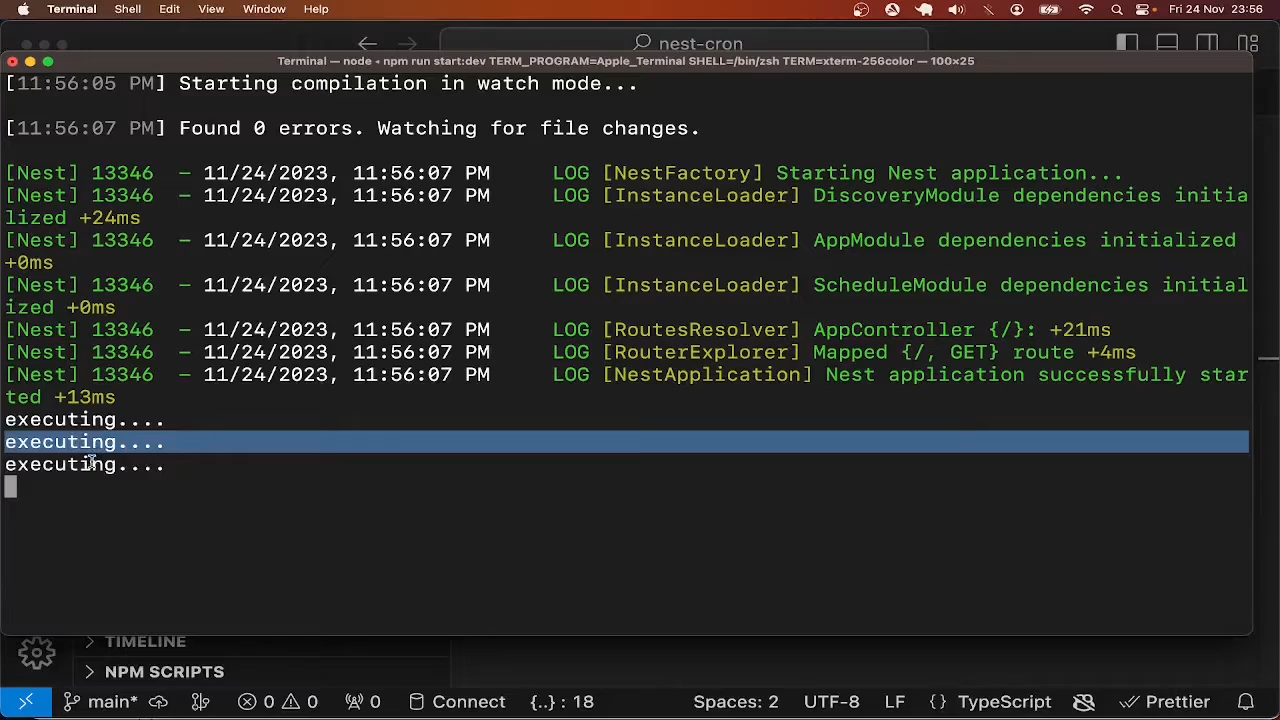 Terminal Shell Edit View Window Help Fri 24 Nov 23:56
nest-cron
Terminal — node ◂ npm run start:dev TERM_PROGRAM=Apple_Terminal SHELL=/bin/zsh TERM=xterm-256color — 100×25
[11:56:05 PM] Starting compilation in watch mode...
[11:56:07 PM] Found 0 errors. Watching for file changes.
[Nest] 13346  - 11/24/2023, 11:56:07 PM     LOG [NestFactory] Starting Nest application...
[Nest] 13346  - 11/24/2023, 11:56:07 PM     LOG [InstanceLoader] DiscoveryModule dependencies initia
lized +24ms
[Nest] 13346  - 11/24/2023, 11:56:07 PM     LOG [InstanceLoader] AppModule dependencies initialized
+0ms
[Nest] 13346  - 11/24/2023, 11:56:07 PM     LOG [InstanceLoader] ScheduleModule dependencies initial
ized +0ms
[Nest] 13346  - 11/24/2023, 11:56:07 PM     LOG [RoutesResolver] AppController {/}: +21ms
[Nest] 13346  - 11/24/2023, 11:56:07 PM     LOG [RouterExplorer] Mapped {/, GET} route +4ms
[Nest] 13346  - 11/24/2023, 11:56:07 PM     LOG [NestApplication] Nest application successfully star
ted +13ms
executing....
executing....
executing....
TIMELINE
NPM SCRIPTS
main* 0 0 0 Connect {..} : 18 Spaces: 2 UTF-8 LF {} TypeScript Prettier